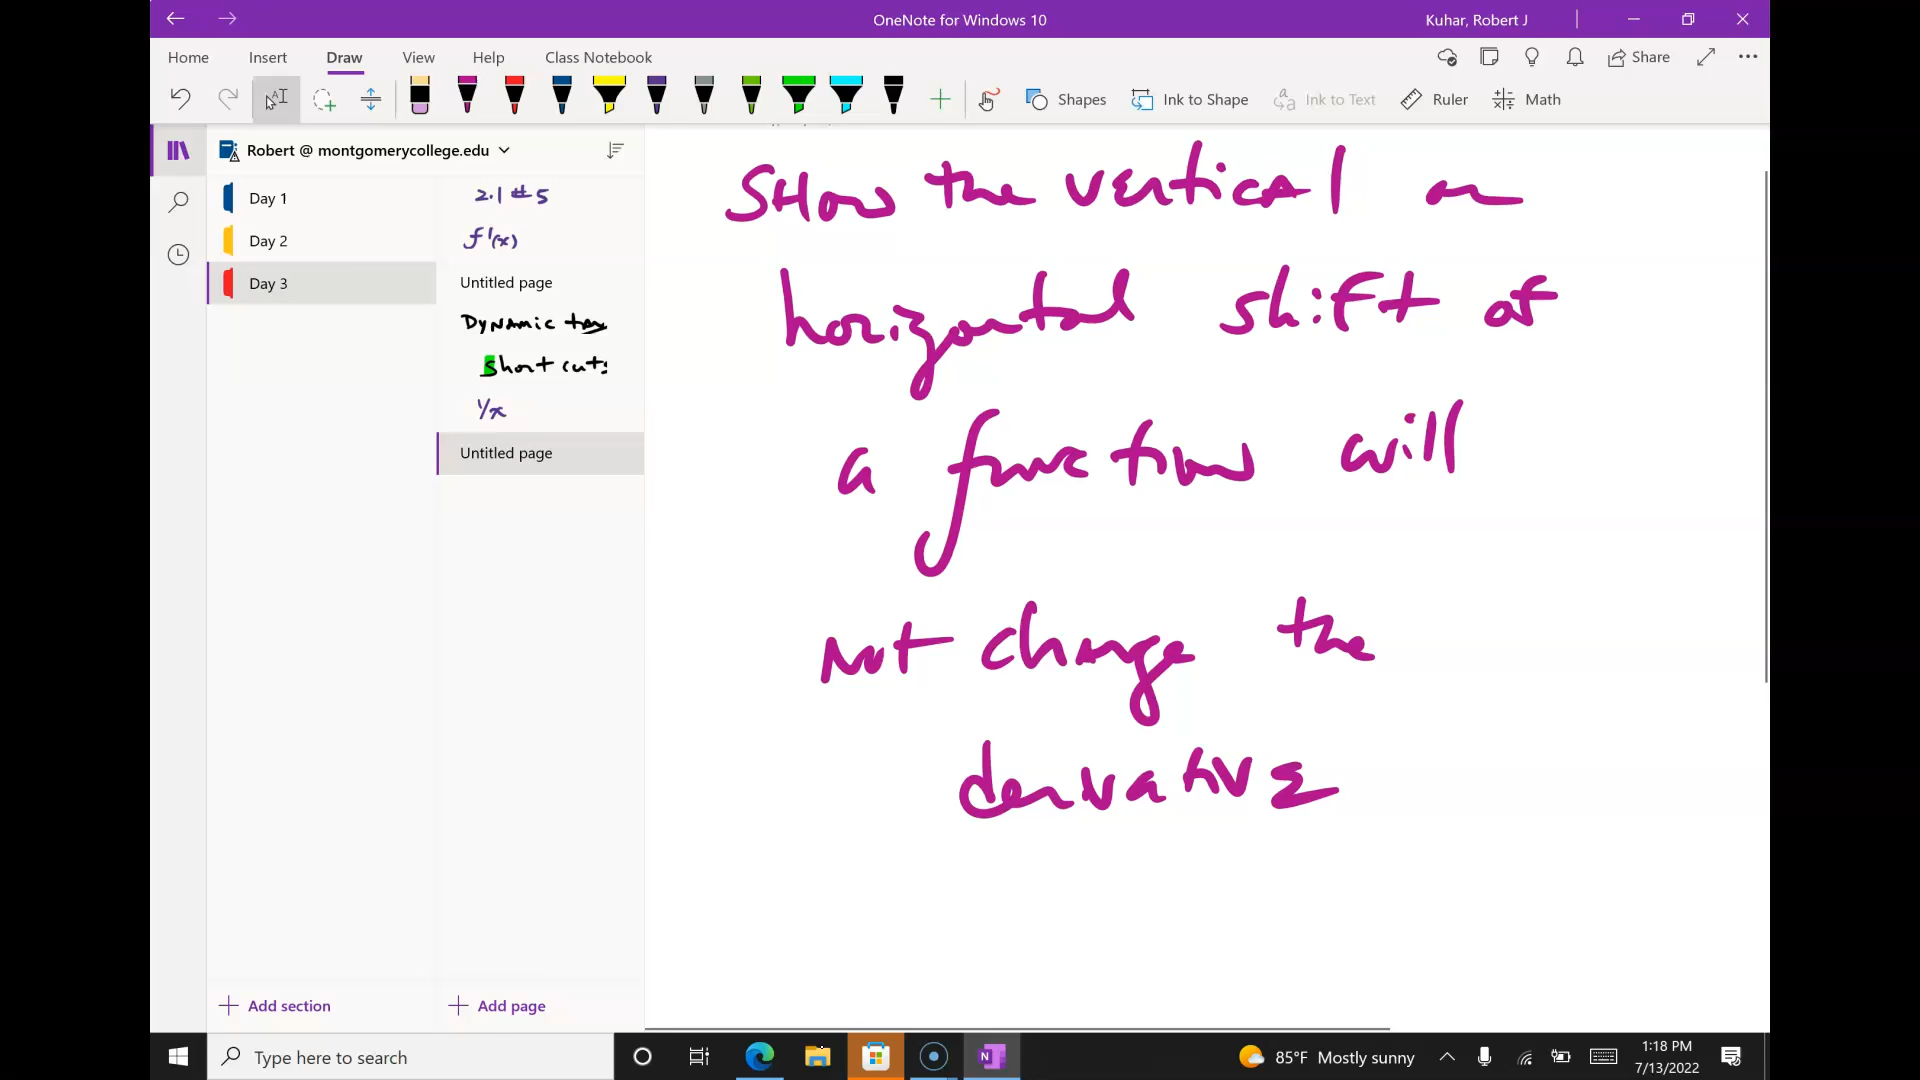 OneNote for Windows 10
Kuhar, Robert J
Home Insert Draw View Help Class Notebook
Share
Shapes Ink to Shape Ink to Text Ruler Math
Robert @ montgomerycollege.edu
Day 1
Day 2
Day 3
2.1 #5
f'(x)
Untitled page
Dynamic
Short cuts
1/x
Untitled page
Show the vertical or
horizontal shift of
a function will
not change the
derivative
Add section
Add page
Type here to search
85°F Mostly sunny
1:18 PM
7/13/2022